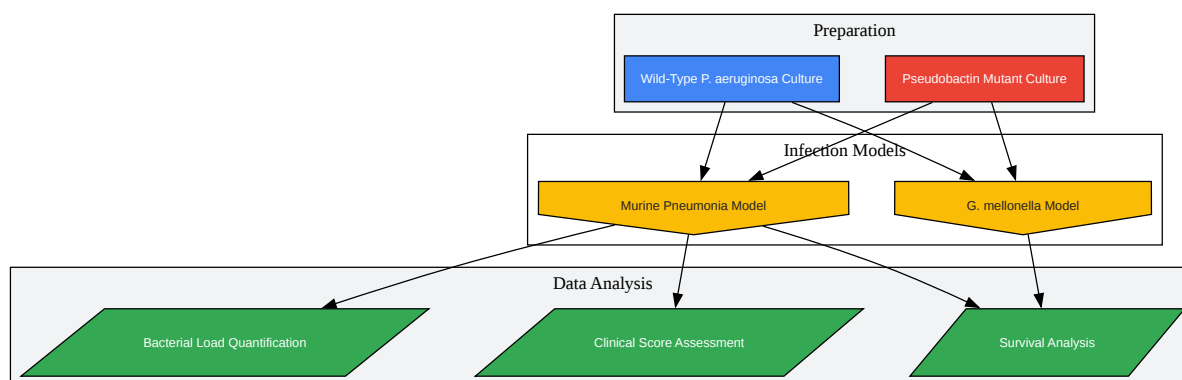 Preparation
Wild-Type P. aeruginosa Culture
Pseudobactin Mutant Culture
Infection Models
Murine Pneumonia Model
G. mellonella Model
Data Analysis
Bacterial Load Quantification
Clinical Score Assessment
Survival Analysis